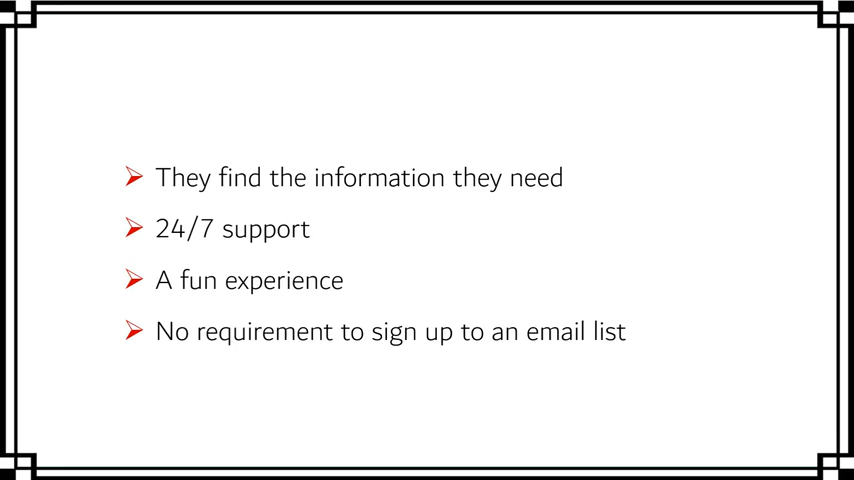 They find the information they need
24/7 support
A fun experience
No requirement to sign up to an email list